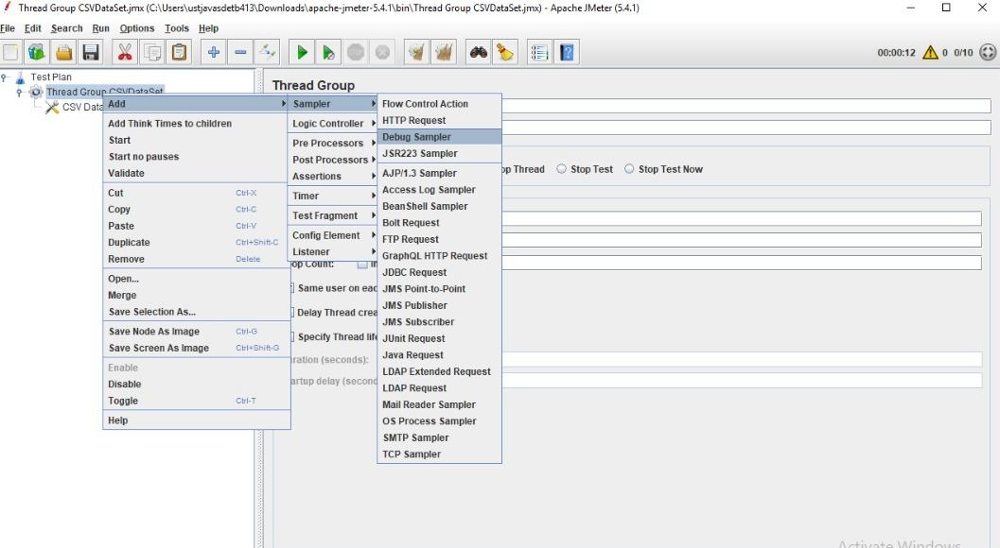 Thread Group CSVDataSet.jmx (C:\Users\ustjavasdetb413\Downloads\apache-jmeter-5.4.1\bin\Thread Group CSVDataSet.jmx) - Apache JMeter (5.4.1)
File Edit Search Run Options Tools Help
00:00:12 0 0/10
Test Plan
Thread Group CSVDataSet
CSV Data
Thread Group
Add
Add Think Times to children
Start
Start no pauses
Validate
Cut Ctrl-X
Copy Ctrl-C
Paste Ctrl-V
Duplicate Ctrl+Shift-C
Remove Delete
Open...
Merge
Save Selection As...
Save Node As Image Ctrl-G
Save Screen As Image Ctrl+Shift-G
Enable
Disable
Toggle Ctrl-T
Help
Sampler
Logic Controller
Pre Processors
Post Processors
Assertions
Timer
Test Fragment
Config Element
Listener
Flow Control Action
HTTP Request
Debug Sampler
JSR223 Sampler
AJP/1.3 Sampler
Access Log Sampler
BeanShell Sampler
Bolt Request
FTP Request
GraphQL HTTP Request
JDBC Request
JMS Point-to-Point
JMS Publisher
JMS Subscriber
JUnit Request
Java Request
LDAP Extended Request
LDAP Request
Mail Reader Sampler
OS Process Sampler
SMTP Sampler
TCP Sampler
op Thread Stop Test Stop Test Now
op Count:
Same user on eac
Delay Thread crea
Specify Thread life
ration (seconds):
artup delay (second
Activate Windows